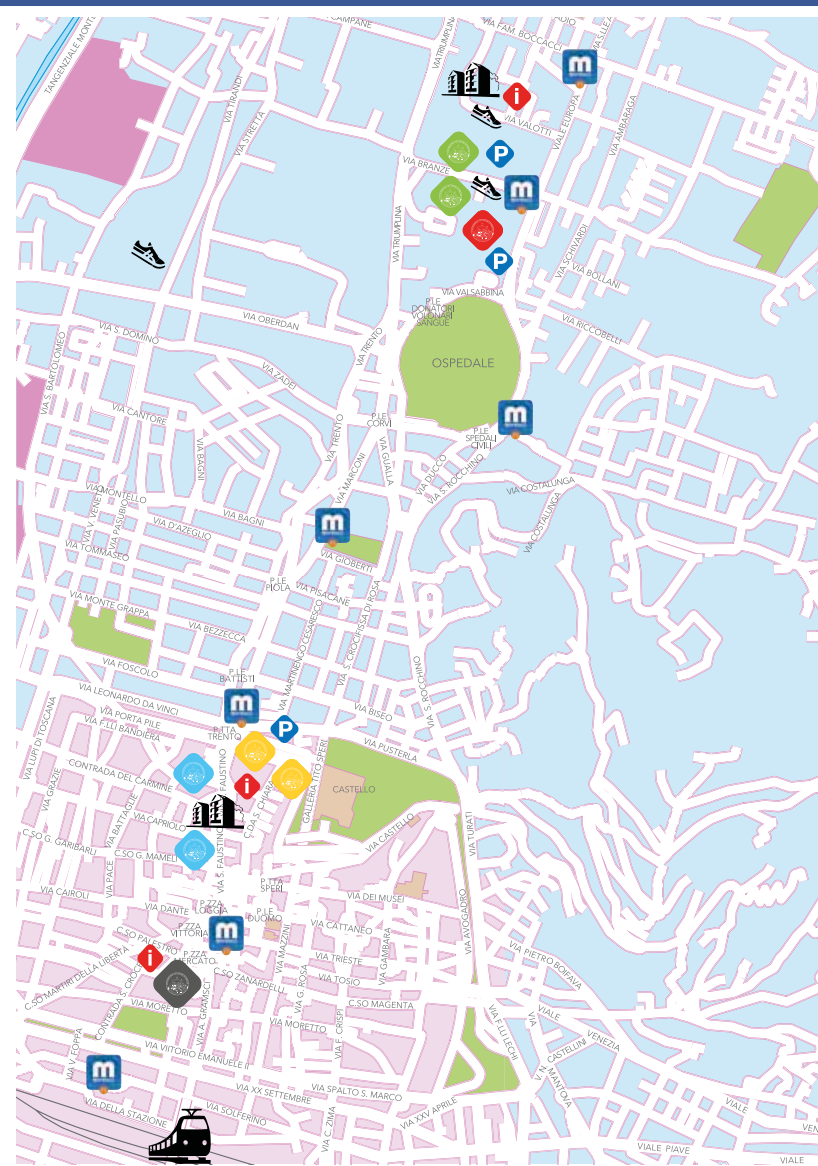 CAMPANE
TANGENZIALE MONT
VIA TRIUMPLINA
VIA FAM. BOCCACCI
VIA TIRANDI
VIA STRETTA
m
i
VIA VALOTTI
VIALE EUROPA
VIA AMBARAGA
P
VIA BRANZE
m
VIA TRIUMPLINA
P
VIA SCHIVARDI
VIA BOLLANI
VIA VALSABBINA
P.LE
DONATORI
VOLONARI
SANGUE
VIA OBERDAN
VIA RICCOBELLI
VIA S. DOMINO
VIA TRENTO
VIA S. BARTOLOMEO
VIA ZADEI
OSPEDALE
VIA CANTORE
P.LE
CORVI
m
P.LE
SPEDALI
CIVILI
VIA TRENTO
VIA BAGNI
VIA MARCONI
VIA GUALLA
VIA DUCCO
VIA S. ROCCHINO
VIA MONTELLO
VIA COSTALUNGA
VIA COSTALUNGA
VIA V. VENETO
VIA PASUBIO
VIA D'AZEGLIO
VIA BAGNI
m
VIA TOMMASEO
VIA GIOBERTI
P.LE
PIOLA
VIA PISACANE
VIA MONTE GRAPPA
VIA BEZZECCA
VIA MARTINENGO CESARESCO
VIA S. CROCIFISSA DI ROSA
VIA FOSCOLO
P.LE
BATTISTI
VIA S. ROCCHINO
VIA LEONARDO DA VINCI
m
VIA BISEO
VIA PORTA PILE
VIA F.LLI BANDIERA
P.TTA
TRENTO
P
VIA PUSTERLA
VIA LUPI DI TOSCANA
CONTRADA DEL CARMINE
FAUSTINO
i
GALLERIA TITO SPERI
CASTELLO
VIA GRAZIE
VIA BATTAGLIE
VIA CAPRIOLO
C.DA S. CHIARA
VIA CASTELLO
VIA TURATI
C.SO G. GARIBARLI
C.SO G. MAMELI
VIA S. FAUSTINO
VIA PACE
P.TTA
SPERI
VIA CAIROLI
VIA DEI MUSEI
VIA DANTE
P.ZZA
LOGGIA
P.LE
DUOMO
P.ZZA
VITTORIA
m
VIA CATTANEO
VIA MAZZINI
VIA GAMBARA
VIA AVOGADRO
C.SO PALESTRO
i
P.ZZA
MERCATO
VIA TRIESTE
VIA PIETRO BOIFAVA
C.SO MARTIRI DELLA LIBERTÀ
CONTRADA S. CROCE
C.SO ZANARDELLI
VIA TOSIO
VIA G. ROSA
VIA MORETTO
VIA A. GRAMSCI
C.SO MAGENTA
VIA MORETTO
VIA F. CRISPI
VIA F.LLI LECHI
VIA
VIALE
VENEZIA
VIA V. FOPPA
VIA VIITORIO EMANUELE II
V. N. CASTELLINI
MANTOVA
m
VIA XX SETTEMBRE
VIA SPALTO S. MARCO
VIA DELLA STAZIONE
VIA SOLFERINO
VIA C. ZIMA
VIA XXV APRILE
VIALE
VEN
VIALE PIAVE
VIALE